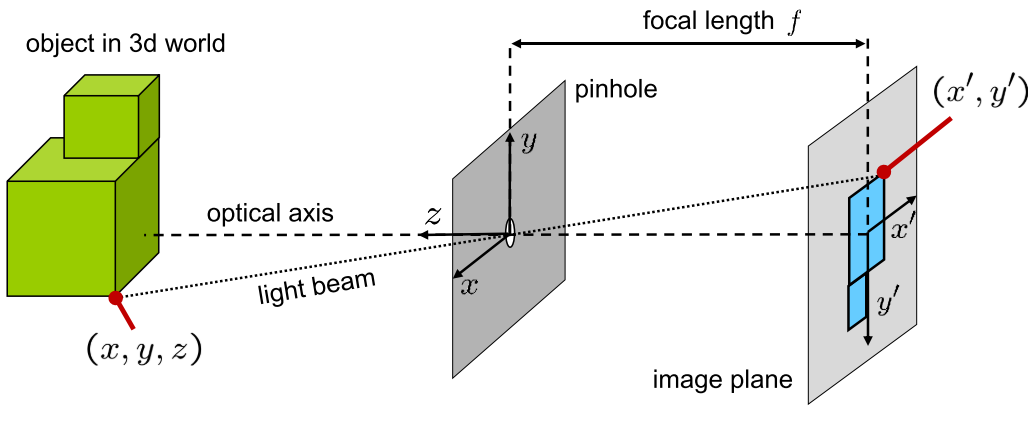 focal length f
object in 3d world
pinhole
(x′, y′)
y
optical axis
z
x′
x
light beam
y′
(x, y, z)
image plane